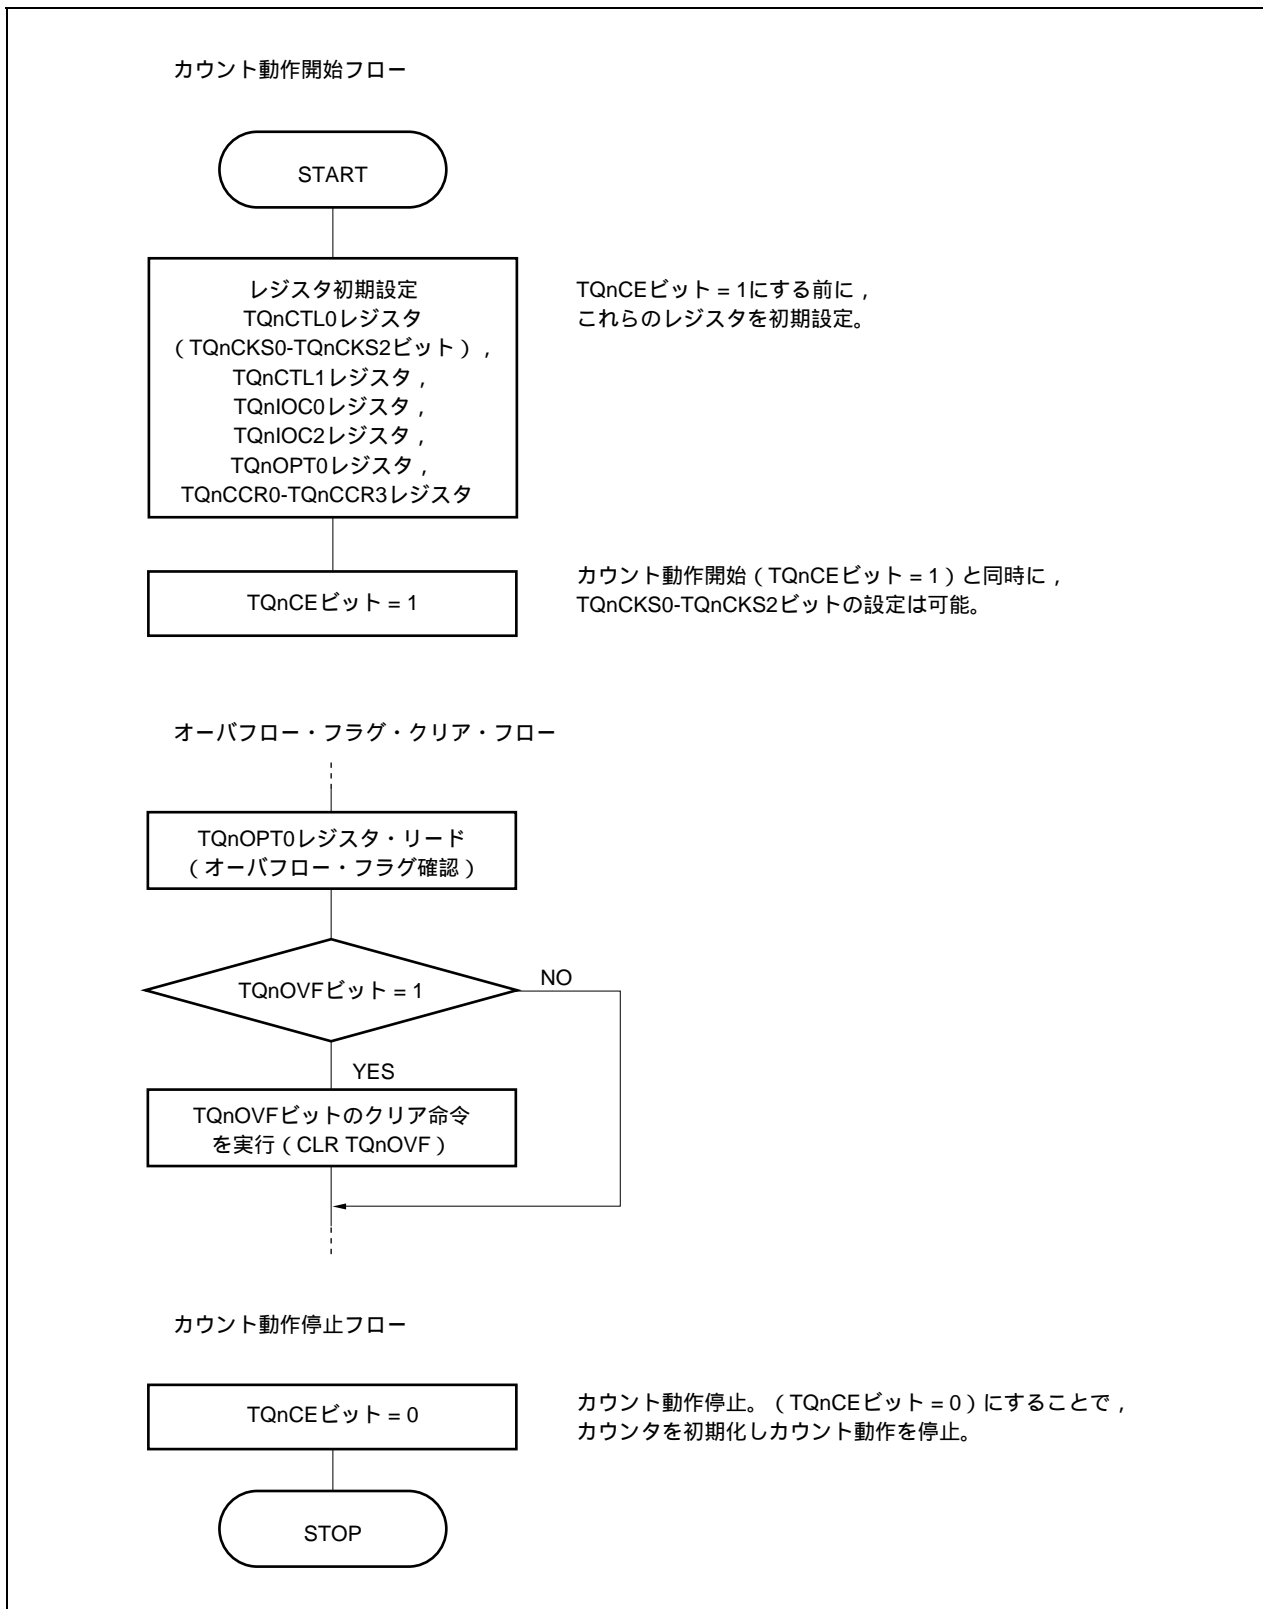 カウント動作開始フロー
START
レジスタ初期設定
TQnCTL0レジスタ
（TQnCKS0-TQnCKS2ビット），
TQnCTL1レジスタ，
TQnIOC0レジスタ，
TQnIOC2レジスタ，
TQnOPT0レジスタ，
TQnCCR0-TQnCCR3レジスタ
TQnCEビット = 1にする前に，
これらのレジスタを初期設定。
TQnCEビット = 1
カウント動作開始（TQnCEビット = 1）と同時に，
TQnCKS0-TQnCKS2ビットの設定は可能。
オーバフロー・フラグ・クリア・フロー
TQnOPT0レジスタ・リード
（オーバフロー・フラグ確認）
TQnOVFビット = 1
NO
YES
TQnOVFビットのクリア命令
を実行（CLR TQnOVF）
カウント動作停止フロー
TQnCEビット = 0
カウント動作停止。（TQnCEビット = 0）にすることで，
カウンタを初期化しカウント動作を停止。
STOP